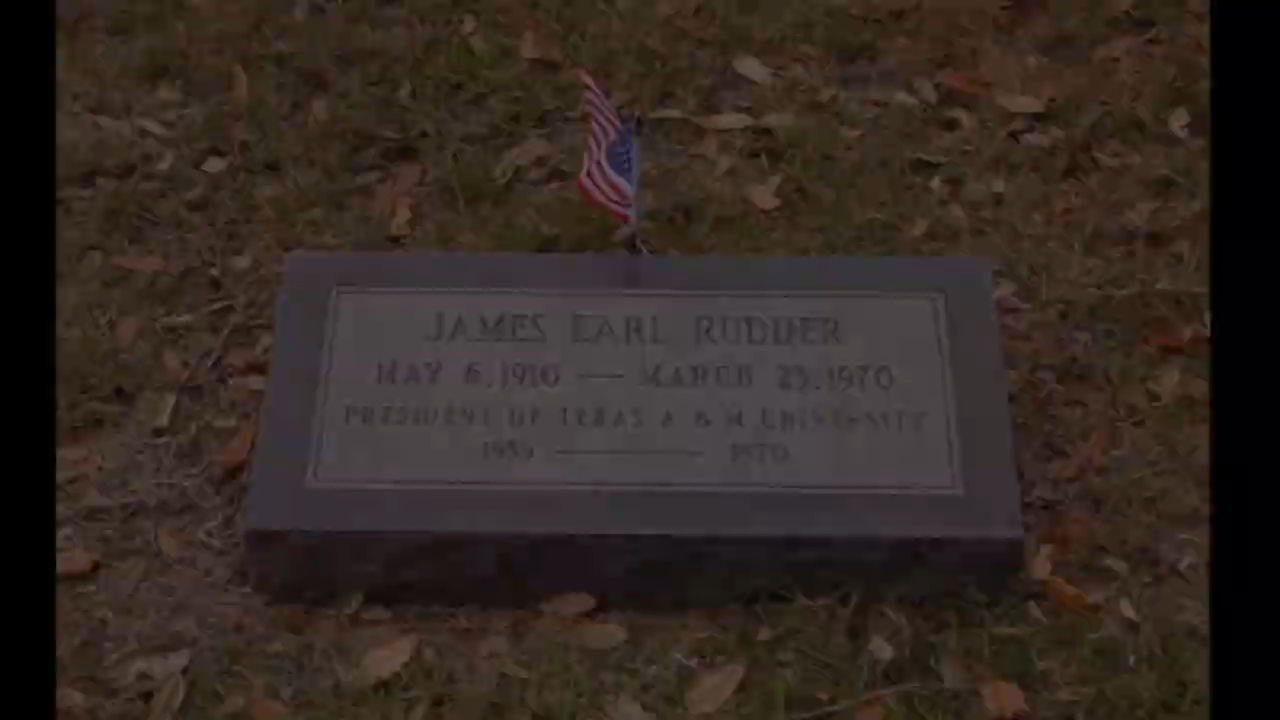 JAMES EARL RUDDER
MAY 6, 1910 — MARCH 23, 1970
PRESIDENT OF TEXAS A & M UNIVERSITY
1959 — 1970